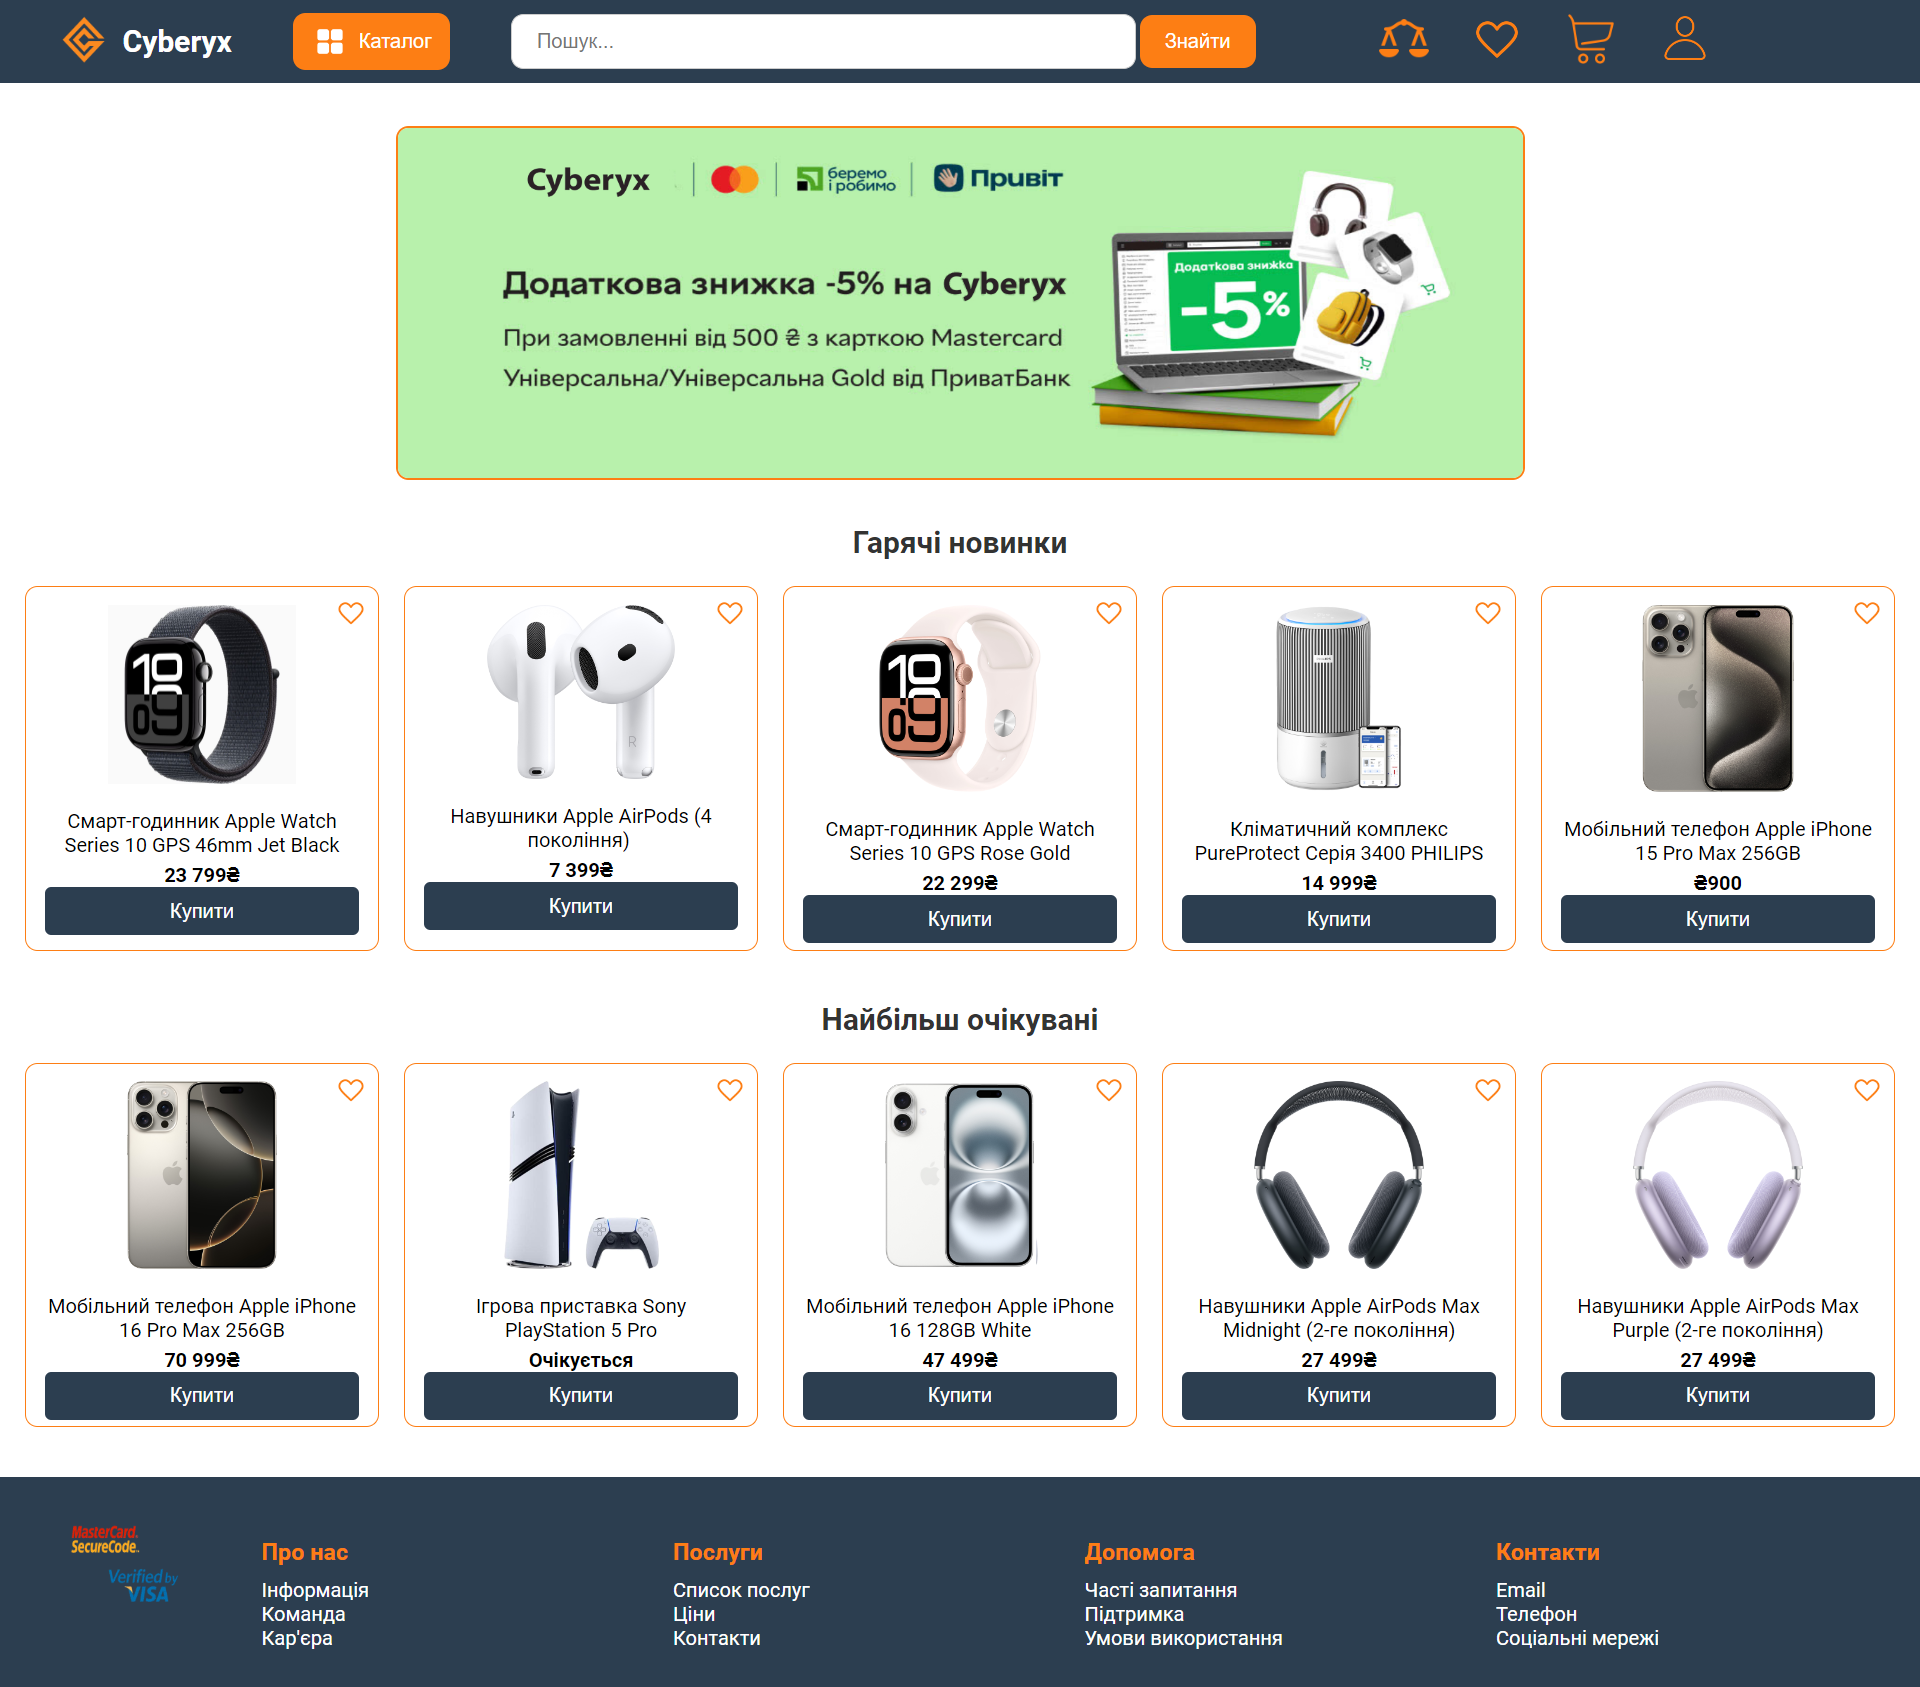 Cyberyx
Каталог
Пошук...
Знайти
Cyberyx
беремо
і робимо
Привіт
Додаткова знижка -5% на Cyberyx
При замовленні від 500 ₴ з карткою Mastercard
Універсальна/Універсальна Gold від ПриватБанк
Додаткова знижка
-5%
Гарячі новинки
10
09
Смарт-годинник Apple Watch
Series 10 GPS 46mm Jet Black
23 799₴
Купити
R
Навушники Apple AirPods (4
покоління)
7 399₴
Купити
10
09
Смарт-годинник Apple Watch
Series 10 GPS Rose Gold
22 299₴
Купити
Кліматичний комплекс
PureProtect Серія 3400 PHILIPS
14 999₴
Купити
Мобільний телефон Apple iPhone
15 Pro Max 256GB
₴900
Купити
Найбільш очікувані
Мобільний телефон Apple iPhone
16 Pro Max 256GB
70 999₴
Купити
Ігрова приставка Sony
PlayStation 5 Pro
Очікується
Купити
Мобільний телефон Apple iPhone
16 128GB White
47 499₴
Купити
Навушники Apple AirPods Max
Midnight (2-ге покоління)
27 499₴
Купити
Навушники Apple AirPods Max
Purple (2-ге покоління)
27 499₴
Купити
MasterCard.
SecureCode.
Verified by
VISA
Про нас
Інформація
Команда
Кар'єра
Послуги
Список послуг
Ціни
Контакти
Допомога
Часті запитання
Підтримка
Умови використання
Контакти
Email
Телефон
Соціальні мережі